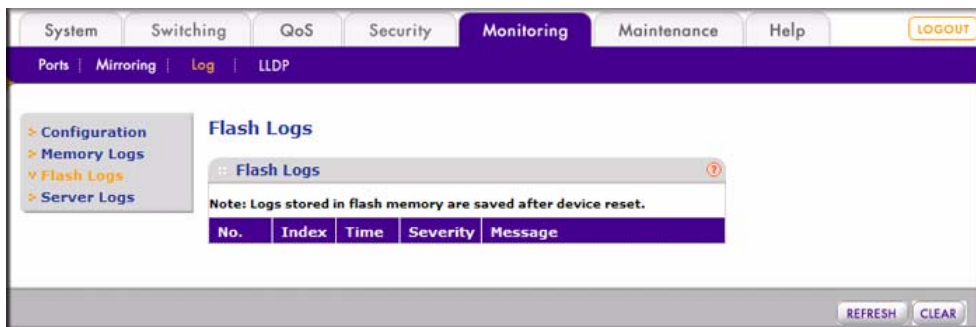 System Switching QoS Security Monitoring Maintenance Help LOGOUT
Ports Mirroring Log LLDP
Configuration
Memory Logs
Flash Logs
Server Logs
Flash Logs
Flash Logs
Note: Logs stored in flash memory are saved after device reset.
No. Index Time Severity Message
REFRESH CLEAR